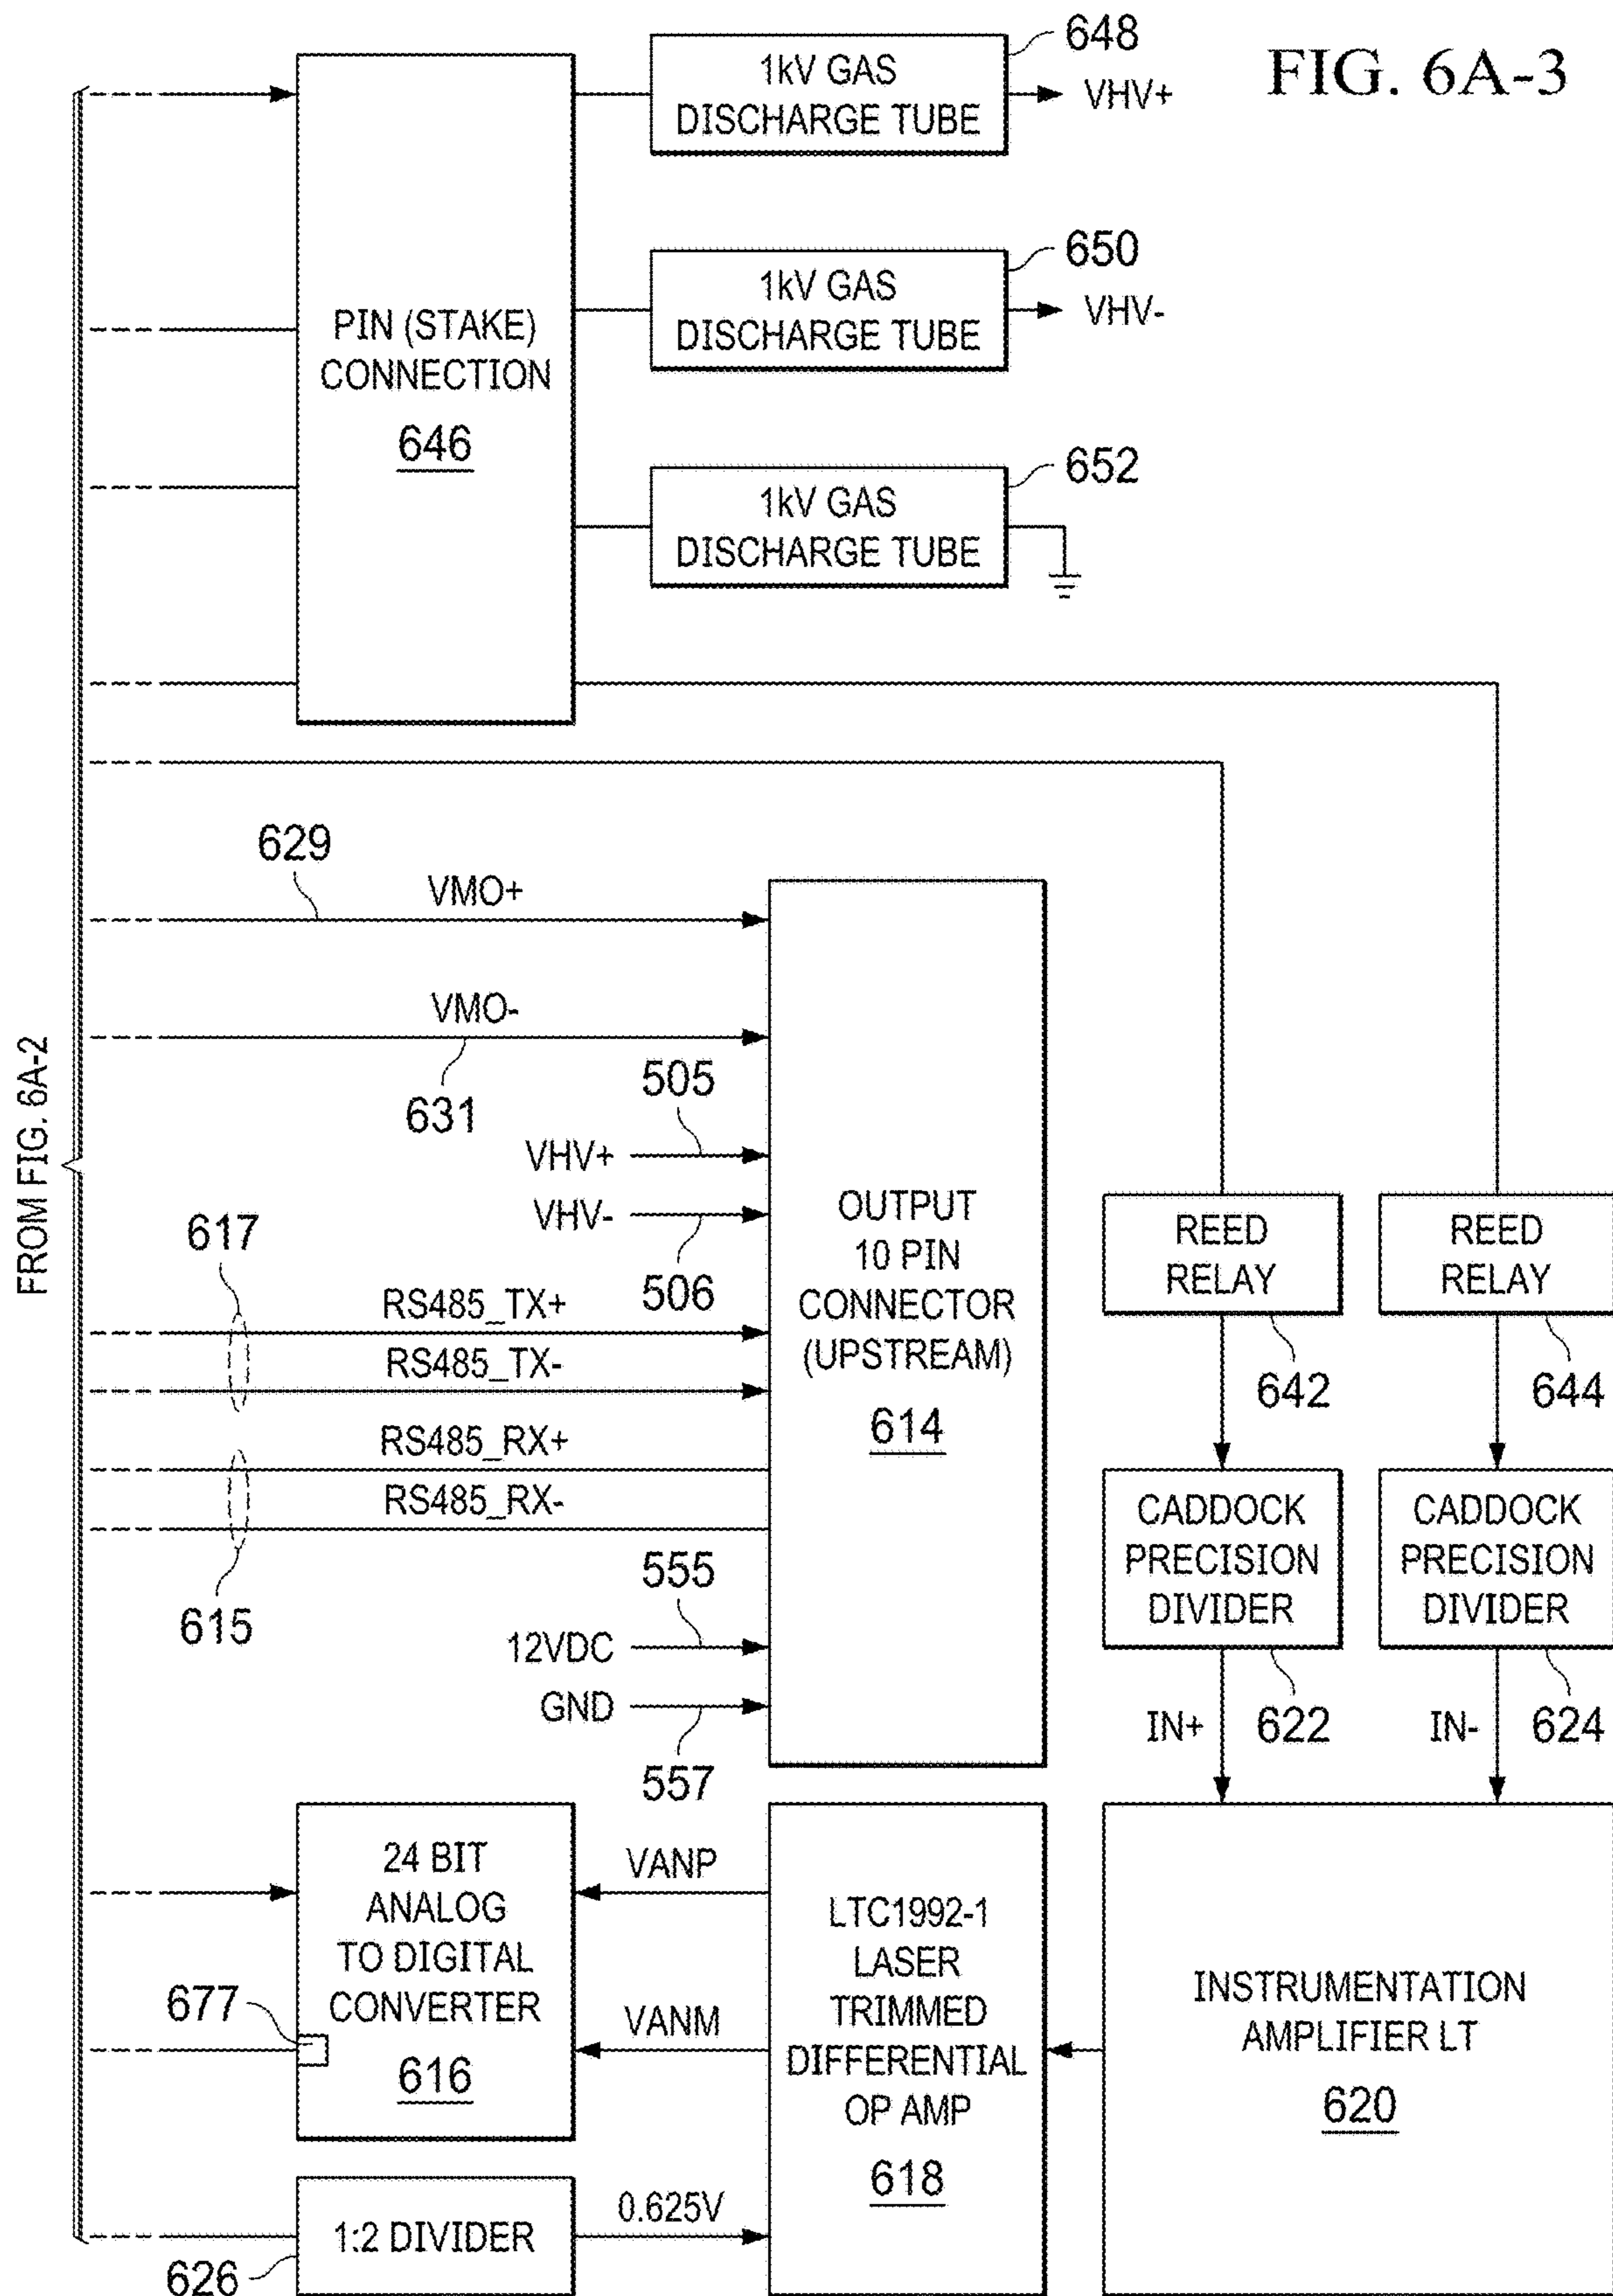 FIG. 6A-3
648
1kV GAS
DISCHARGE TUBE
VHV+
650
1kV GAS
DISCHARGE TUBE
VHV-
PIN (STAKE)
CONNECTION
646
652
1kV GAS
DISCHARGE TUBE
629
VMO+
VMO-
631
505
VHV+
VHV-
506
FROM FIG. 6A-2
617
RS485_TX+
RS485_TX-
RS485_RX+
RS485_RX-
615
555
12VDC
GND
557
OUTPUT
10 PIN
CONNECTOR
(UPSTREAM)
614
REED
RELAY
642
REED
RELAY
644
CADDOCK
PRECISION
DIVIDER
622
IN+
CADDOCK
PRECISION
DIVIDER
624
IN-
24 BIT
ANALOG
TO DIGITAL
CONVERTER
616
677
VANP
VANM
LTC1992-1
LASER
TRIMMED
DIFFERENTIAL
OP AMP
618
INSTRUMENTATION
AMPLIFIER LT
620
1:2 DIVIDER
626
0.625V